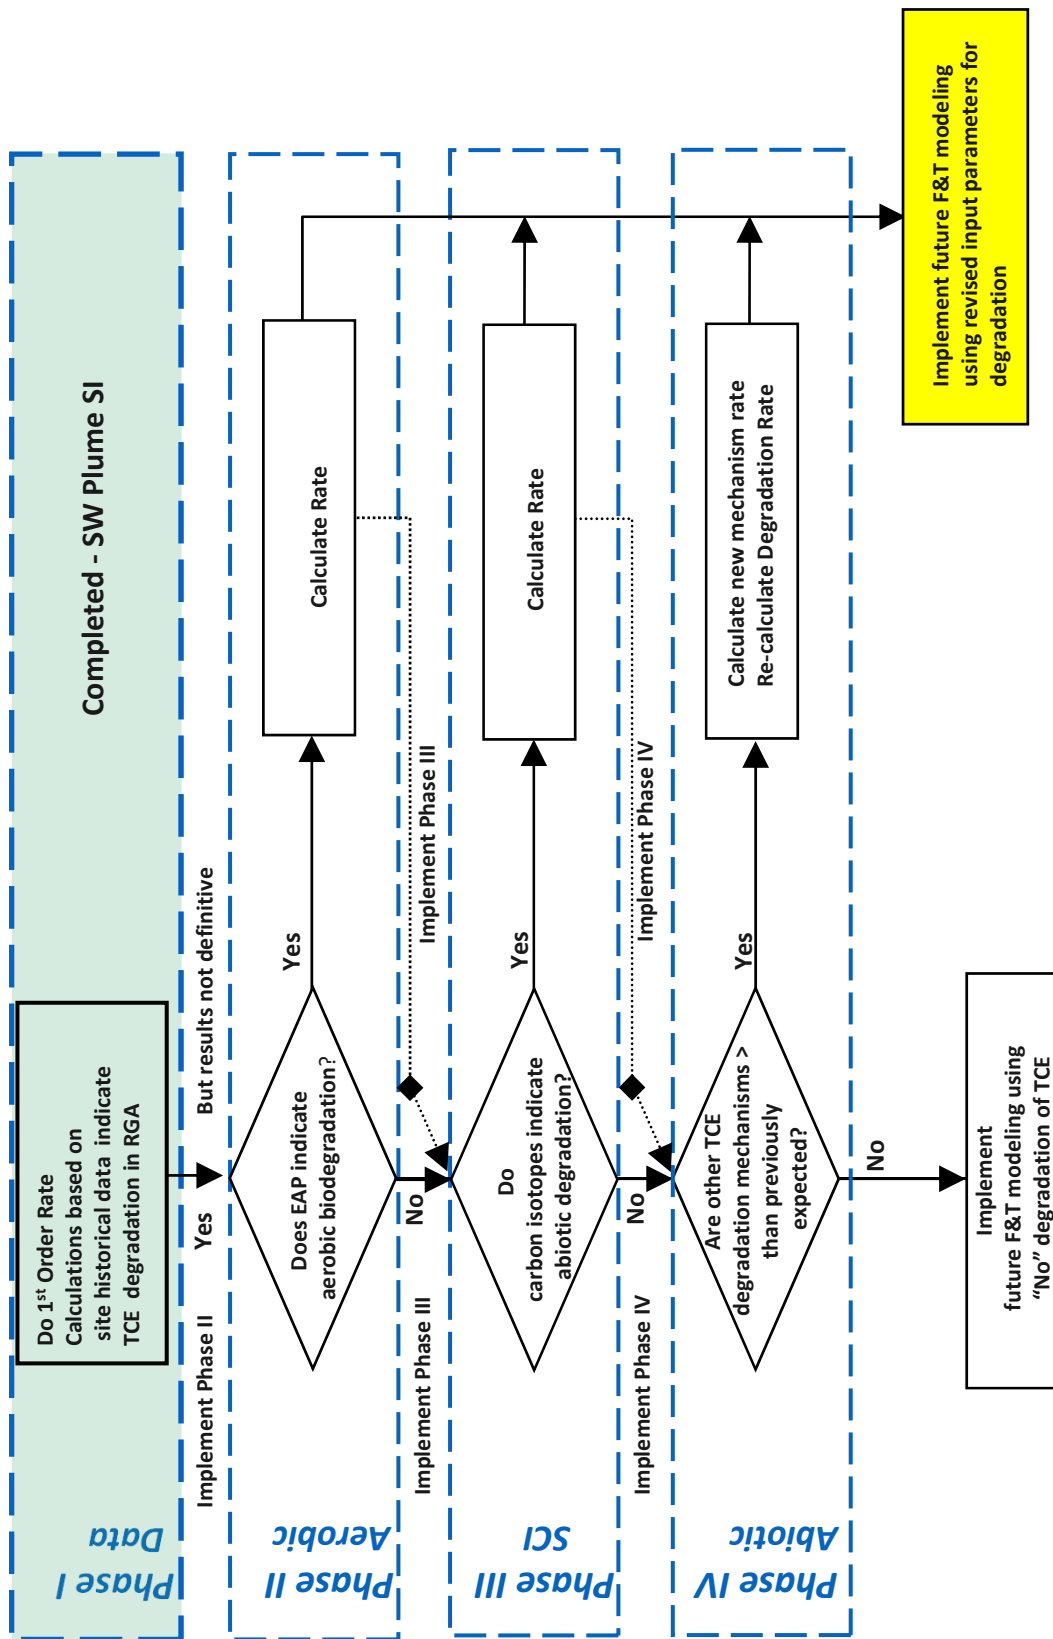 Phase I
Data
Do 1st Order Rate
Calculations based on
site historical data indicate
TCE degradation in RGA
Completed - SW Plume SI
Implement Phase II
Yes
But results not definitive
Phase II
Aerobic
Does EAP indicate
aerobic biodegradation?
Yes
Calculate Rate
Implement Phase III
No
Implement Phase III
Phase III
SCI
Do
carbon isotopes indicate
abiotic degradation?
Yes
Calculate Rate
Implement Phase IV
No
Implement Phase IV
Phase IV
Abiotic
Are other TCE
degradation mechanisms >
than previously
expected?
Yes
Calculate new mechanism rate
Re-calculate Degradation Rate
No
Implement
future F&T modeling using
“No” degradation of TCE
Implement future F&T modeling
using revised input parameters for
degradation